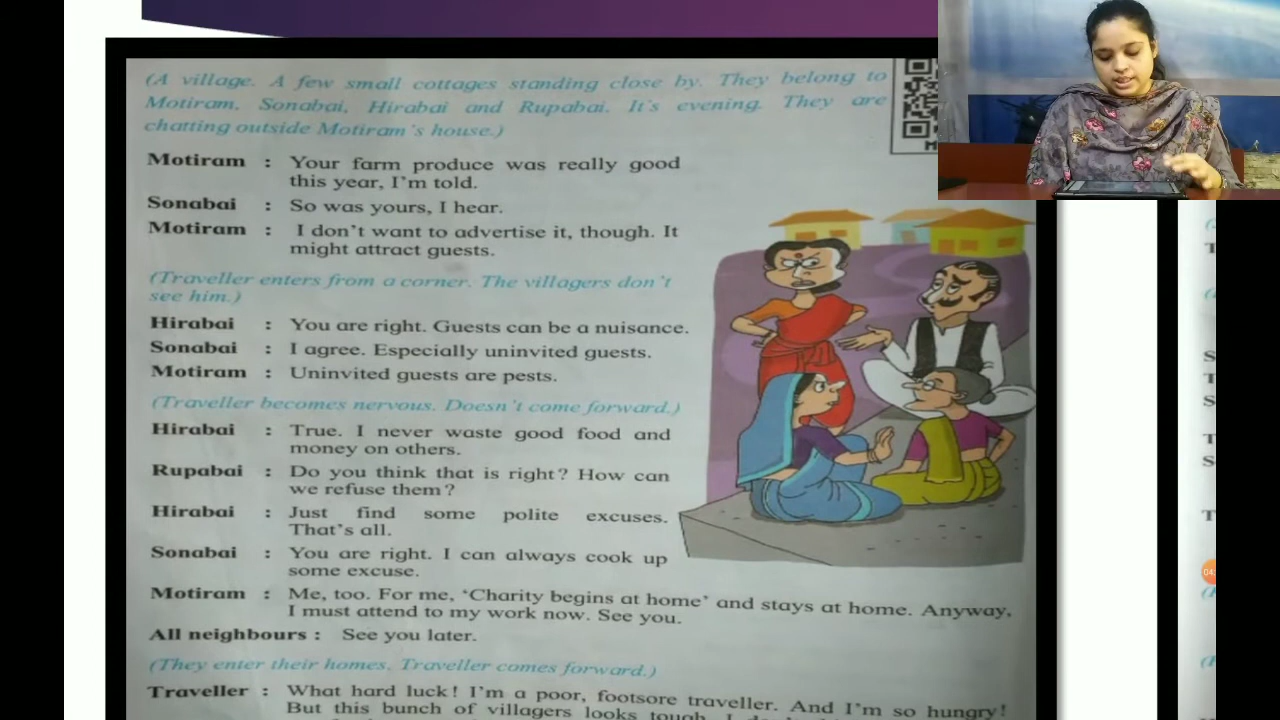 (A village. A few small cottages standing close by. They belong to
Motiram, Sonabai, Hirabai and Rupabai. It's evening. They are
chatting outside Motiram's house.)
Motiram : Your farm produce was really good
this year, I'm told.
Sonabai : So was yours, I hear.
Motiram : I don't want to advertise it, though. It
might attract guests.
(Traveller enters from a corner. The villagers don't
see him.)
Hirabai : You are right. Guests can be a nuisance.
Sonabai : I agree. Especially uninvited guests.
Motiram : Uninvited guests are pests.
(Traveller becomes nervous. Doesn't come forward.)
Hirabai : True. I never waste good food and
money on others.
Rupabai : Do you think that is right? How can
we refuse them?
Hirabai : Just find some polite excuses.
That's all.
Sonabai : You are right. I can always cook up
some excuse.
Motiram : Me, too. For me, 'Charity begins at home' and stays at home. Anyway,
I must attend to my work now. See you.
All neighbours : See you later.
(They enter their homes. Traveller comes forward.)
Traveller : What hard luck! I'm a poor, footsore traveller. And I'm so hungry!
But this bunch of villagers looks tough. I